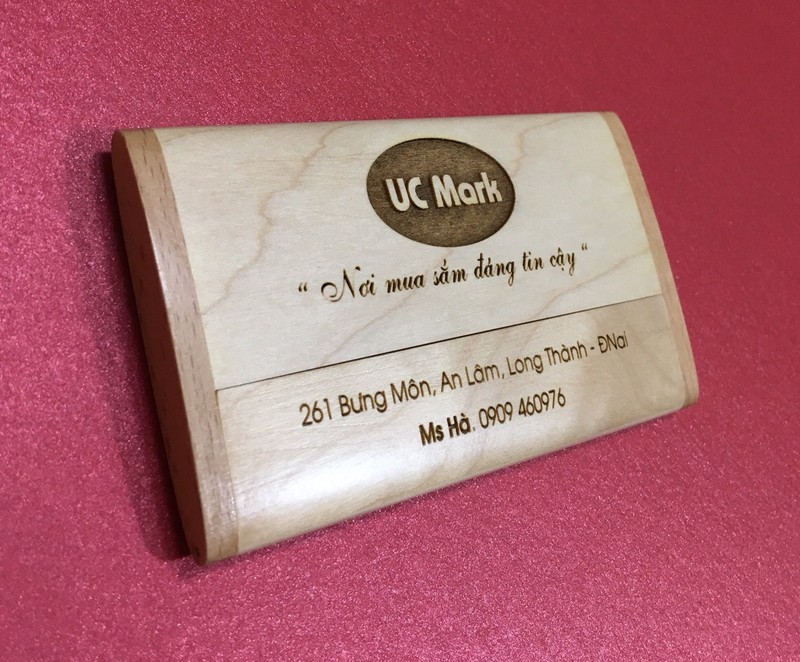 UC Mark
“ Nơi mua sắm đáng tin cậy “
261 Bưng Môn, An Lâm, Long Thành - ĐNai
Ms Hà. 0909 460976